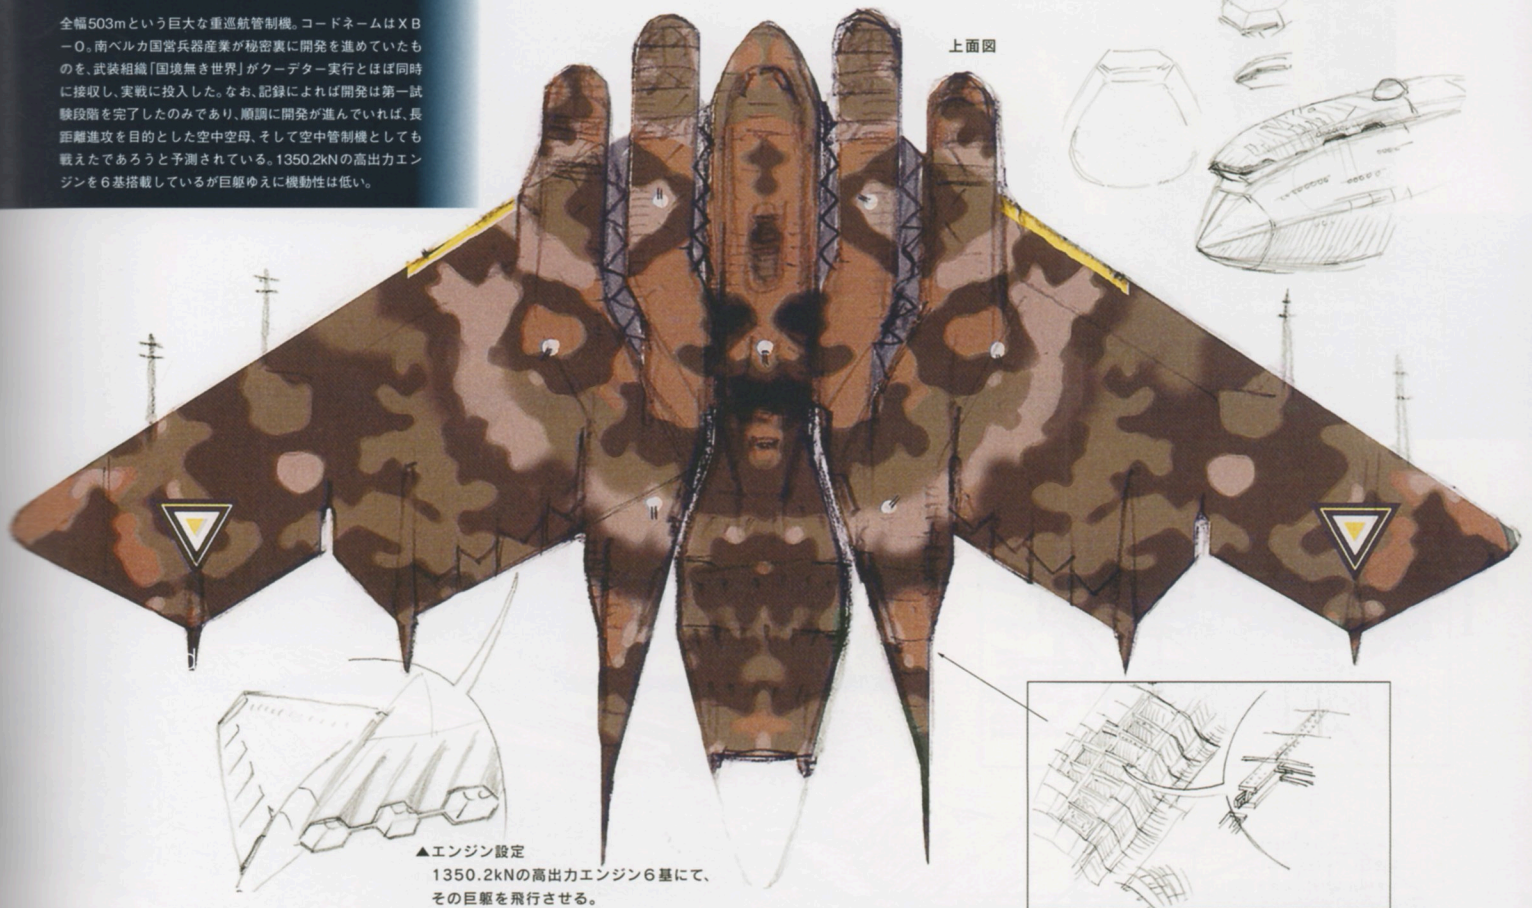 全幅503mという巨大な重巡航管制機。コードネームはXB
-0。南ベルカ国営兵器産業が秘密裏に開発を進めていたも
のを、武装組織「国境無き世界」がクーデター実行とほぼ同時
に接収し、実戦に投入した。なお、記録によれば開発は第一試
験段階を完了したのみであり、順調に開発が進んでいれば、長
距離進攻を目的とした空中空母、そして空中管制機としても
戦えたであろうと予測されている。1350.2kNの高出力エン
ジンを6基搭載しているが巨躯ゆえに機動性は低い。
上面図
▲エンジン設定
1350.2kNの高出力エンジン6基にて、
その巨躯を飛行させる。